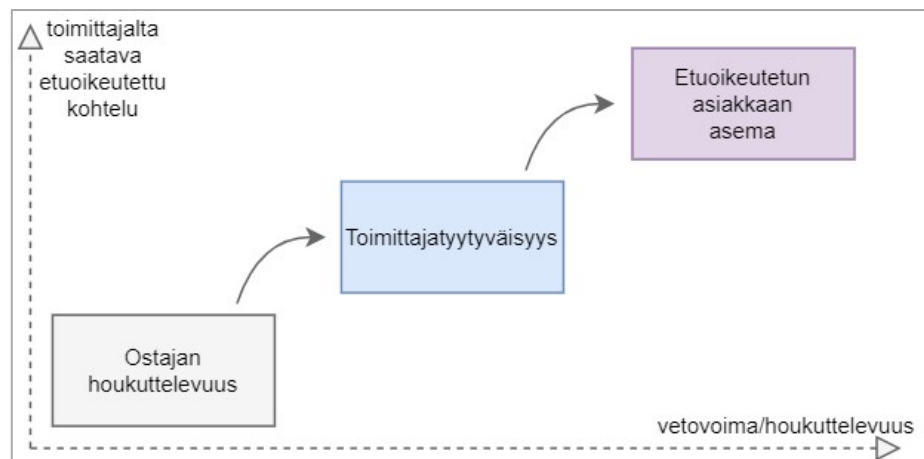 toimittajalta
saatava
etuoikeutettu
kohtelu
Etuoikeutetun
asiakkaan
asema
Toimittajatyytyväisyys
Ostajan
houkuttelevuus
vetovoima/houkuttelevuus